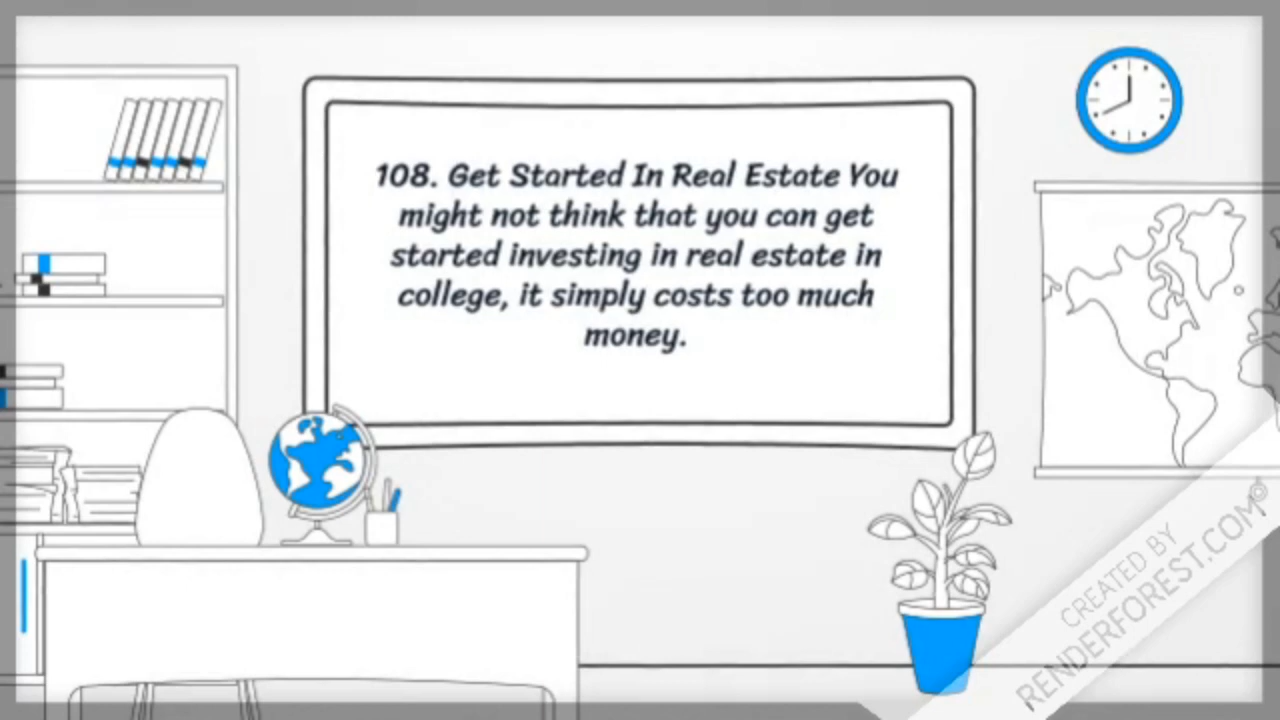 108. Get Started In Real Estate You
might not think that you can get
started investing in real estate in
college, it simply costs too much
money.
CREATED BY
RENDERFOREST.COM